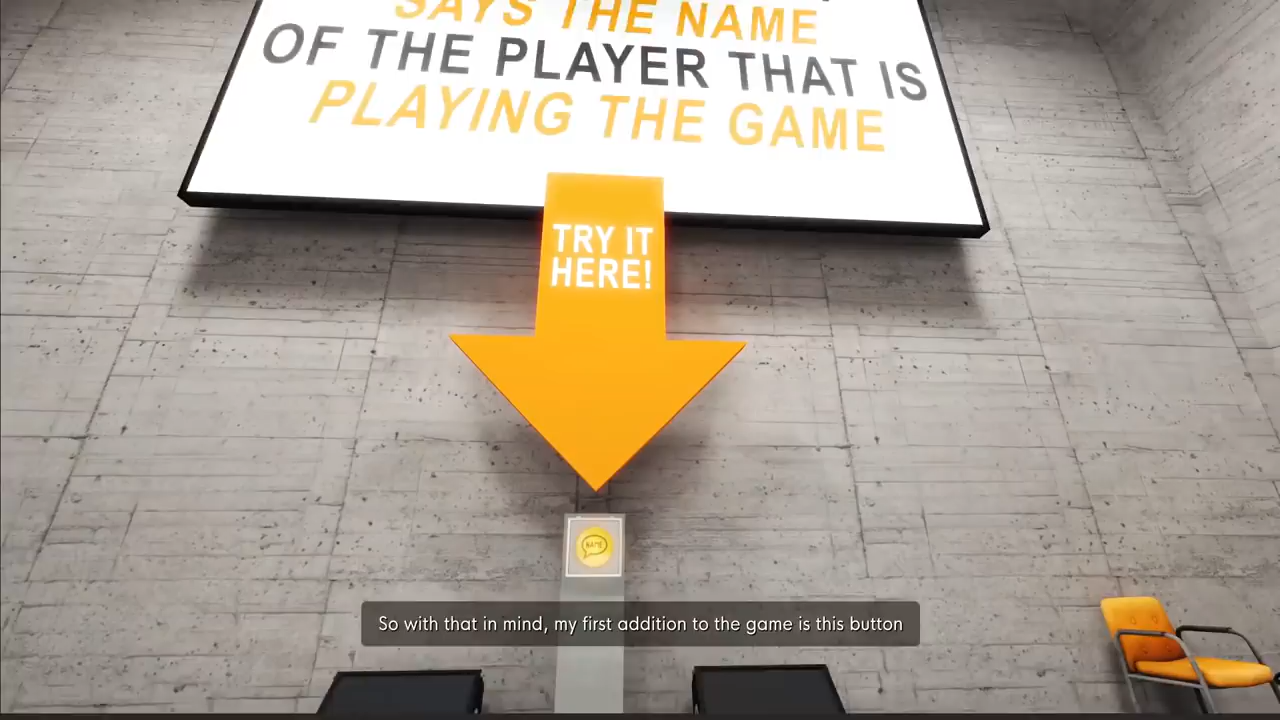 SAYS THE NAME
OF THE PLAYER THAT IS
PLAYING THE GAME
TRY IT
HERE!
NAME
So with that in mind, my first addition to the game is this button